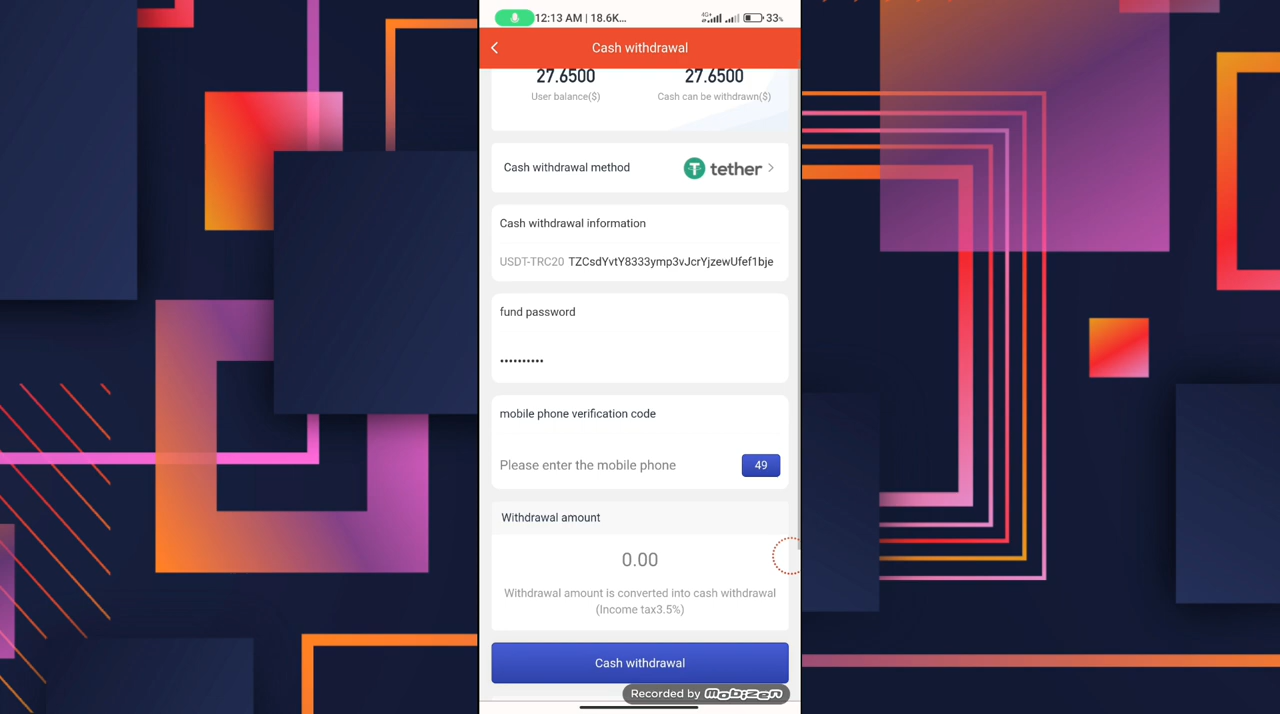 12:13 AM | 18.6K... 4G+ 33%
Cash withdrawal
27.6500 27.6500
User balance($) Cash can be withdrawn($)
Cash withdrawal method tether
Cash withdrawal information
USDT-TRC20 TZCsdYvtY8333ymp3vJcrYjzewUfef1bje
fund password
••••••••••
mobile phone verification code
Please enter the mobile phone 49
Withdrawal amount
0.00
Withdrawal amount is converted into cash withdrawal
(Income tax3.5%)
Cash withdrawal
Recorded by mobizen